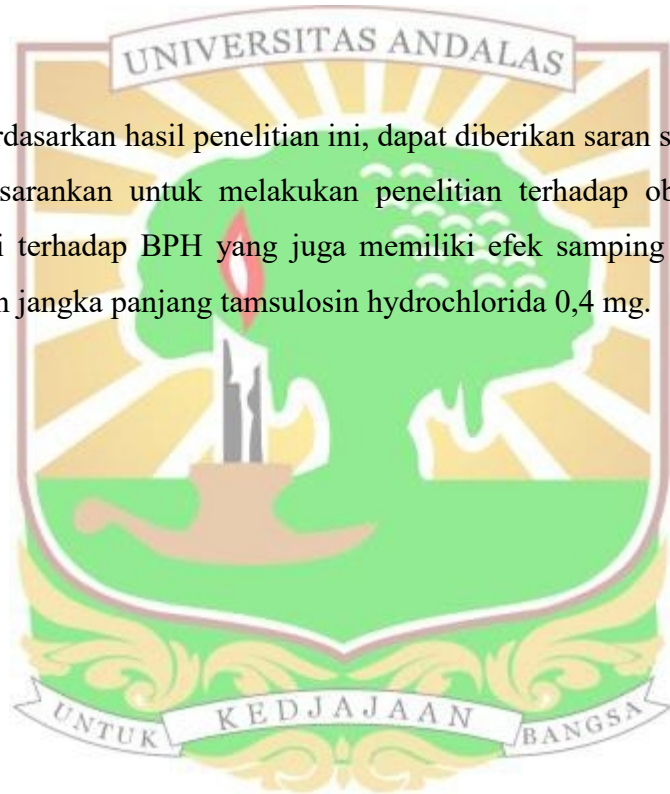 UNIVERSITAS ANDALAS
rdasarkan hasil penelitian ini, dapat diberikan saran s
sarankan untuk melakukan penelitian terhadap ob
i terhadap BPH yang juga memiliki efek samping
n jangka panjang tamsulosin hydrochlorida 0,4 mg.
UNTUK KEDJAJAAN BANGSA